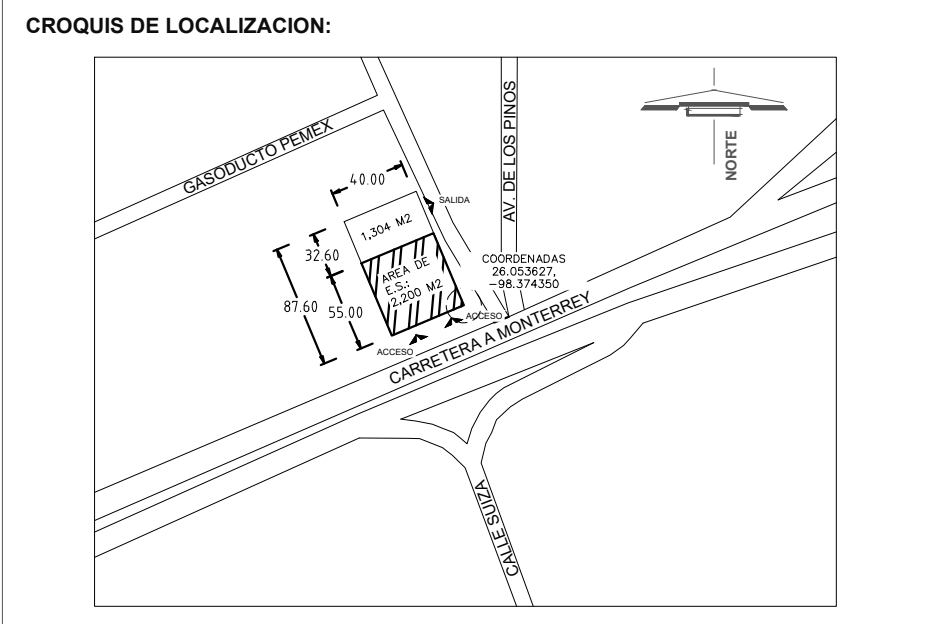 CROQUIS DE LOCALIZACION:
GASODUCTO PEMEX
AV. DE LOS PINOS
NORTE
40.00
SALIDA
1,304 M2
32.60
87.60
55.00
AREA DE
E.S.:
2,200 M2
COORDENADAS
26.053627,
-98.374350
ACCESO
ACCESO
CARRETERA A MONTERREY
CALLE SUIZA